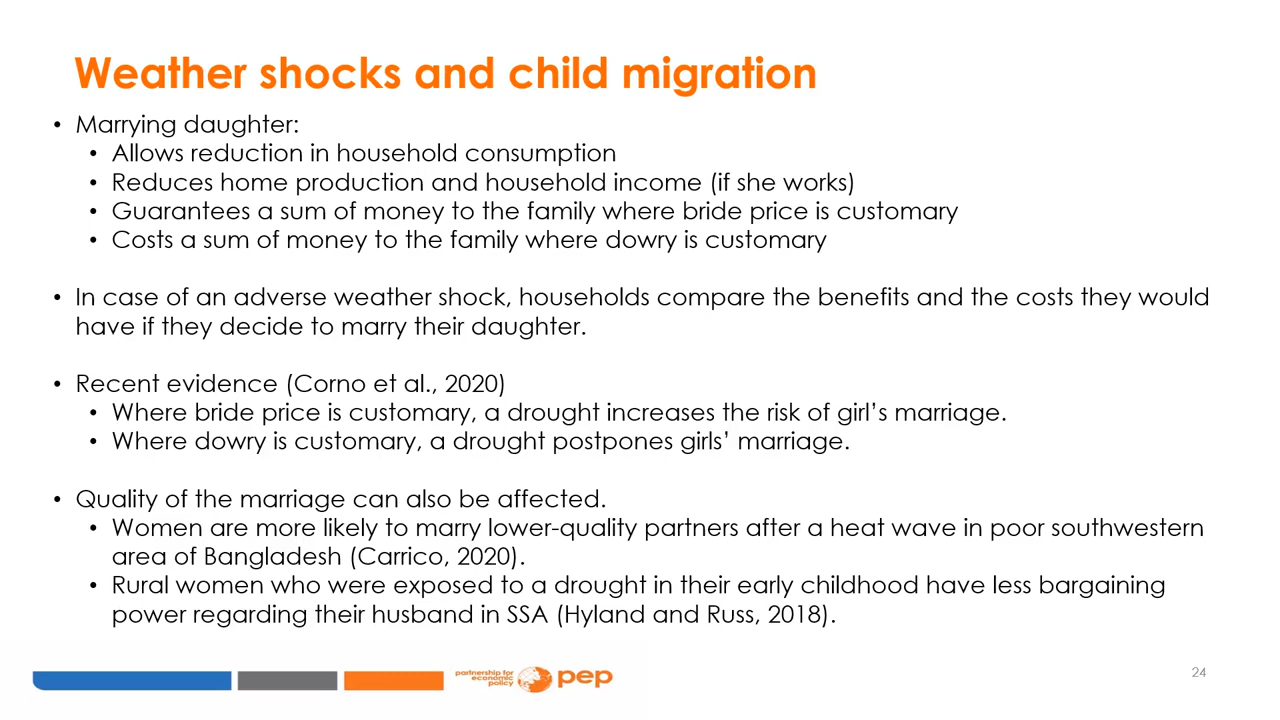 Weather shocks and child migration
• Marrying daughter:
• Allows reduction in household consumption
• Reduces home production and household income (if she works)
• Guarantees a sum of money to the family where bride price is customary
• Costs a sum of money to the family where dowry is customary
• In case of an adverse weather shock, households compare the benefits and the costs they would
have if they decide to marry their daughter.
• Recent evidence (Corno et al., 2020)
• Where bride price is customary, a drought increases the risk of girl’s marriage.
• Where dowry is customary, a drought postpones girls’ marriage.
• Quality of the marriage can also be affected.
• Women are more likely to marry lower-quality partners after a heat wave in poor southwestern
area of Bangladesh (Carrico, 2020).
• Rural women who were exposed to a drought in their early childhood have less bargaining
power regarding their husband in SSA (Hyland and Russ, 2018).
partnership for
economic
policy
pep
24